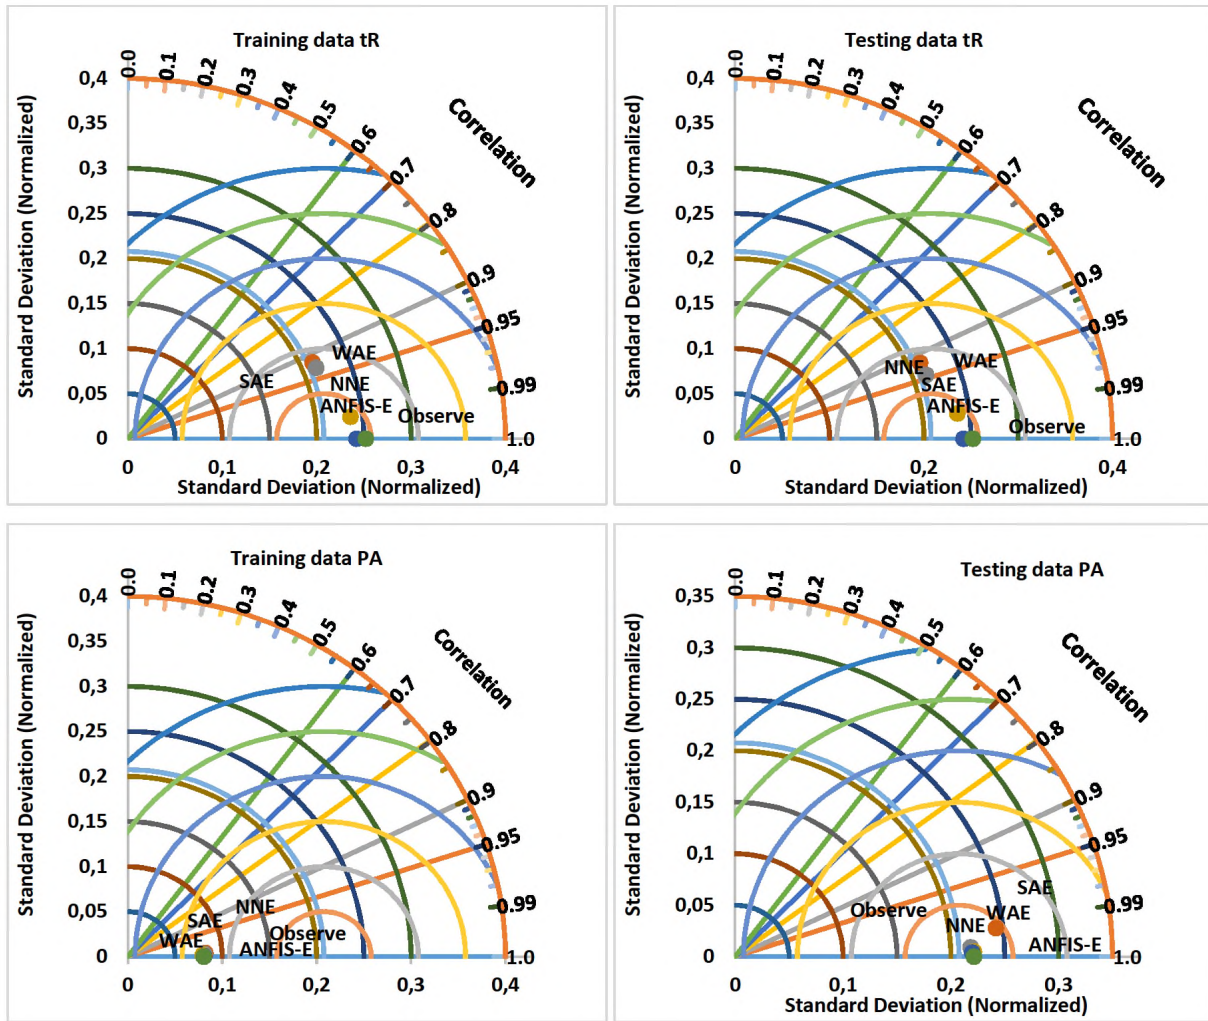 Training data tR
Standard Deviation (Normalized)
0,4
0,35
0,3
0,25
0,2
0,15
0,1
0,05
0
0.0
0.1
0.2
0.3
0.4
0.5
0.6
0.7
0.8
0.9
0.95
0.99
1.0
Correlation
WAE
SAE
NNE
ANFIS-E
Observe
0 0,1 0,2 0,3 0,4
Standard Deviation (Normalized)
Testing data tR
Standard Deviation (Normalized)
0,4
0,35
0,3
0,25
0,2
0,15
0,1
0,05
0
0.0
0.1
0.2
0.3
0.4
0.5
0.6
0.7
0.8
0.9
0.95
0.99
1.0
Correlation
NNE
WAE
SAE
ANFIS-E
Observe
0 0,2 0,4
Standard Deviation (Normalized)
Training data PA
Standard Deviation (Normalized)
0,4
0,35
0,3
0,25
0,2
0,15
0,1
0,05
0
0.0
0.1
0.2
0.3
0.4
0.5
0.6
0.7
0.8
0.9
0.95
0.99
1.0
Correlation
NNE
SAE
WAE
Observe
ANFIS-E
0 0,1 0,2 0,3 0,4
Testing data PA
Standard Deviation (Normalized)
0,35
0,3
0,25
0,2
0,15
0,1
0,05
0
0.0
0.1
0.2
0.3
0.4
0.5
0.6
0.7
0.8
0.9
0.95
0.99
1.0
Correlation
SAE
Observe
WAE
NNE
ANFIS-E
0 0,1 0,2 0,3
Standard Deviation (Normalized)